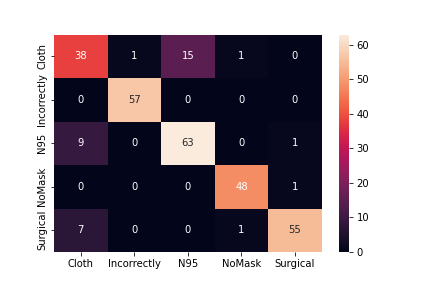 Cloth 38 1 15 1 0
Incorrectly 0 57 0 0 0
N95 9 0 63 0 1
NoMask 0 0 0 48 1
Surgical 7 0 0 1 55
Cloth Incorrectly N95 NoMask Surgical
60
50
40
30
20
10
0